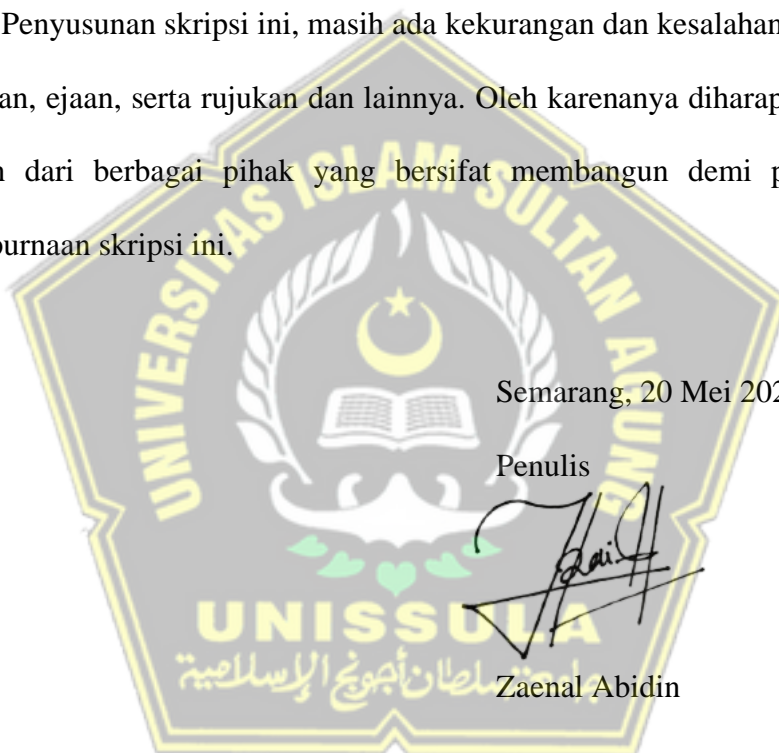 Penyusunan skripsi ini, masih ada kekurangan dan kesalahan
an, ejaan, serta rujukan dan lainnya. Oleh karenanya diharap
dari berbagai pihak yang bersifat membangun demi p
burnaan skripsi ini.
UNIVERSITAS ISLAM SULTAN AGUNG
Semarang, 20 Mei 202
Penulis
Zaenal Abidin
UNISSULA
جامعة سلطان أجونج الإسلامية